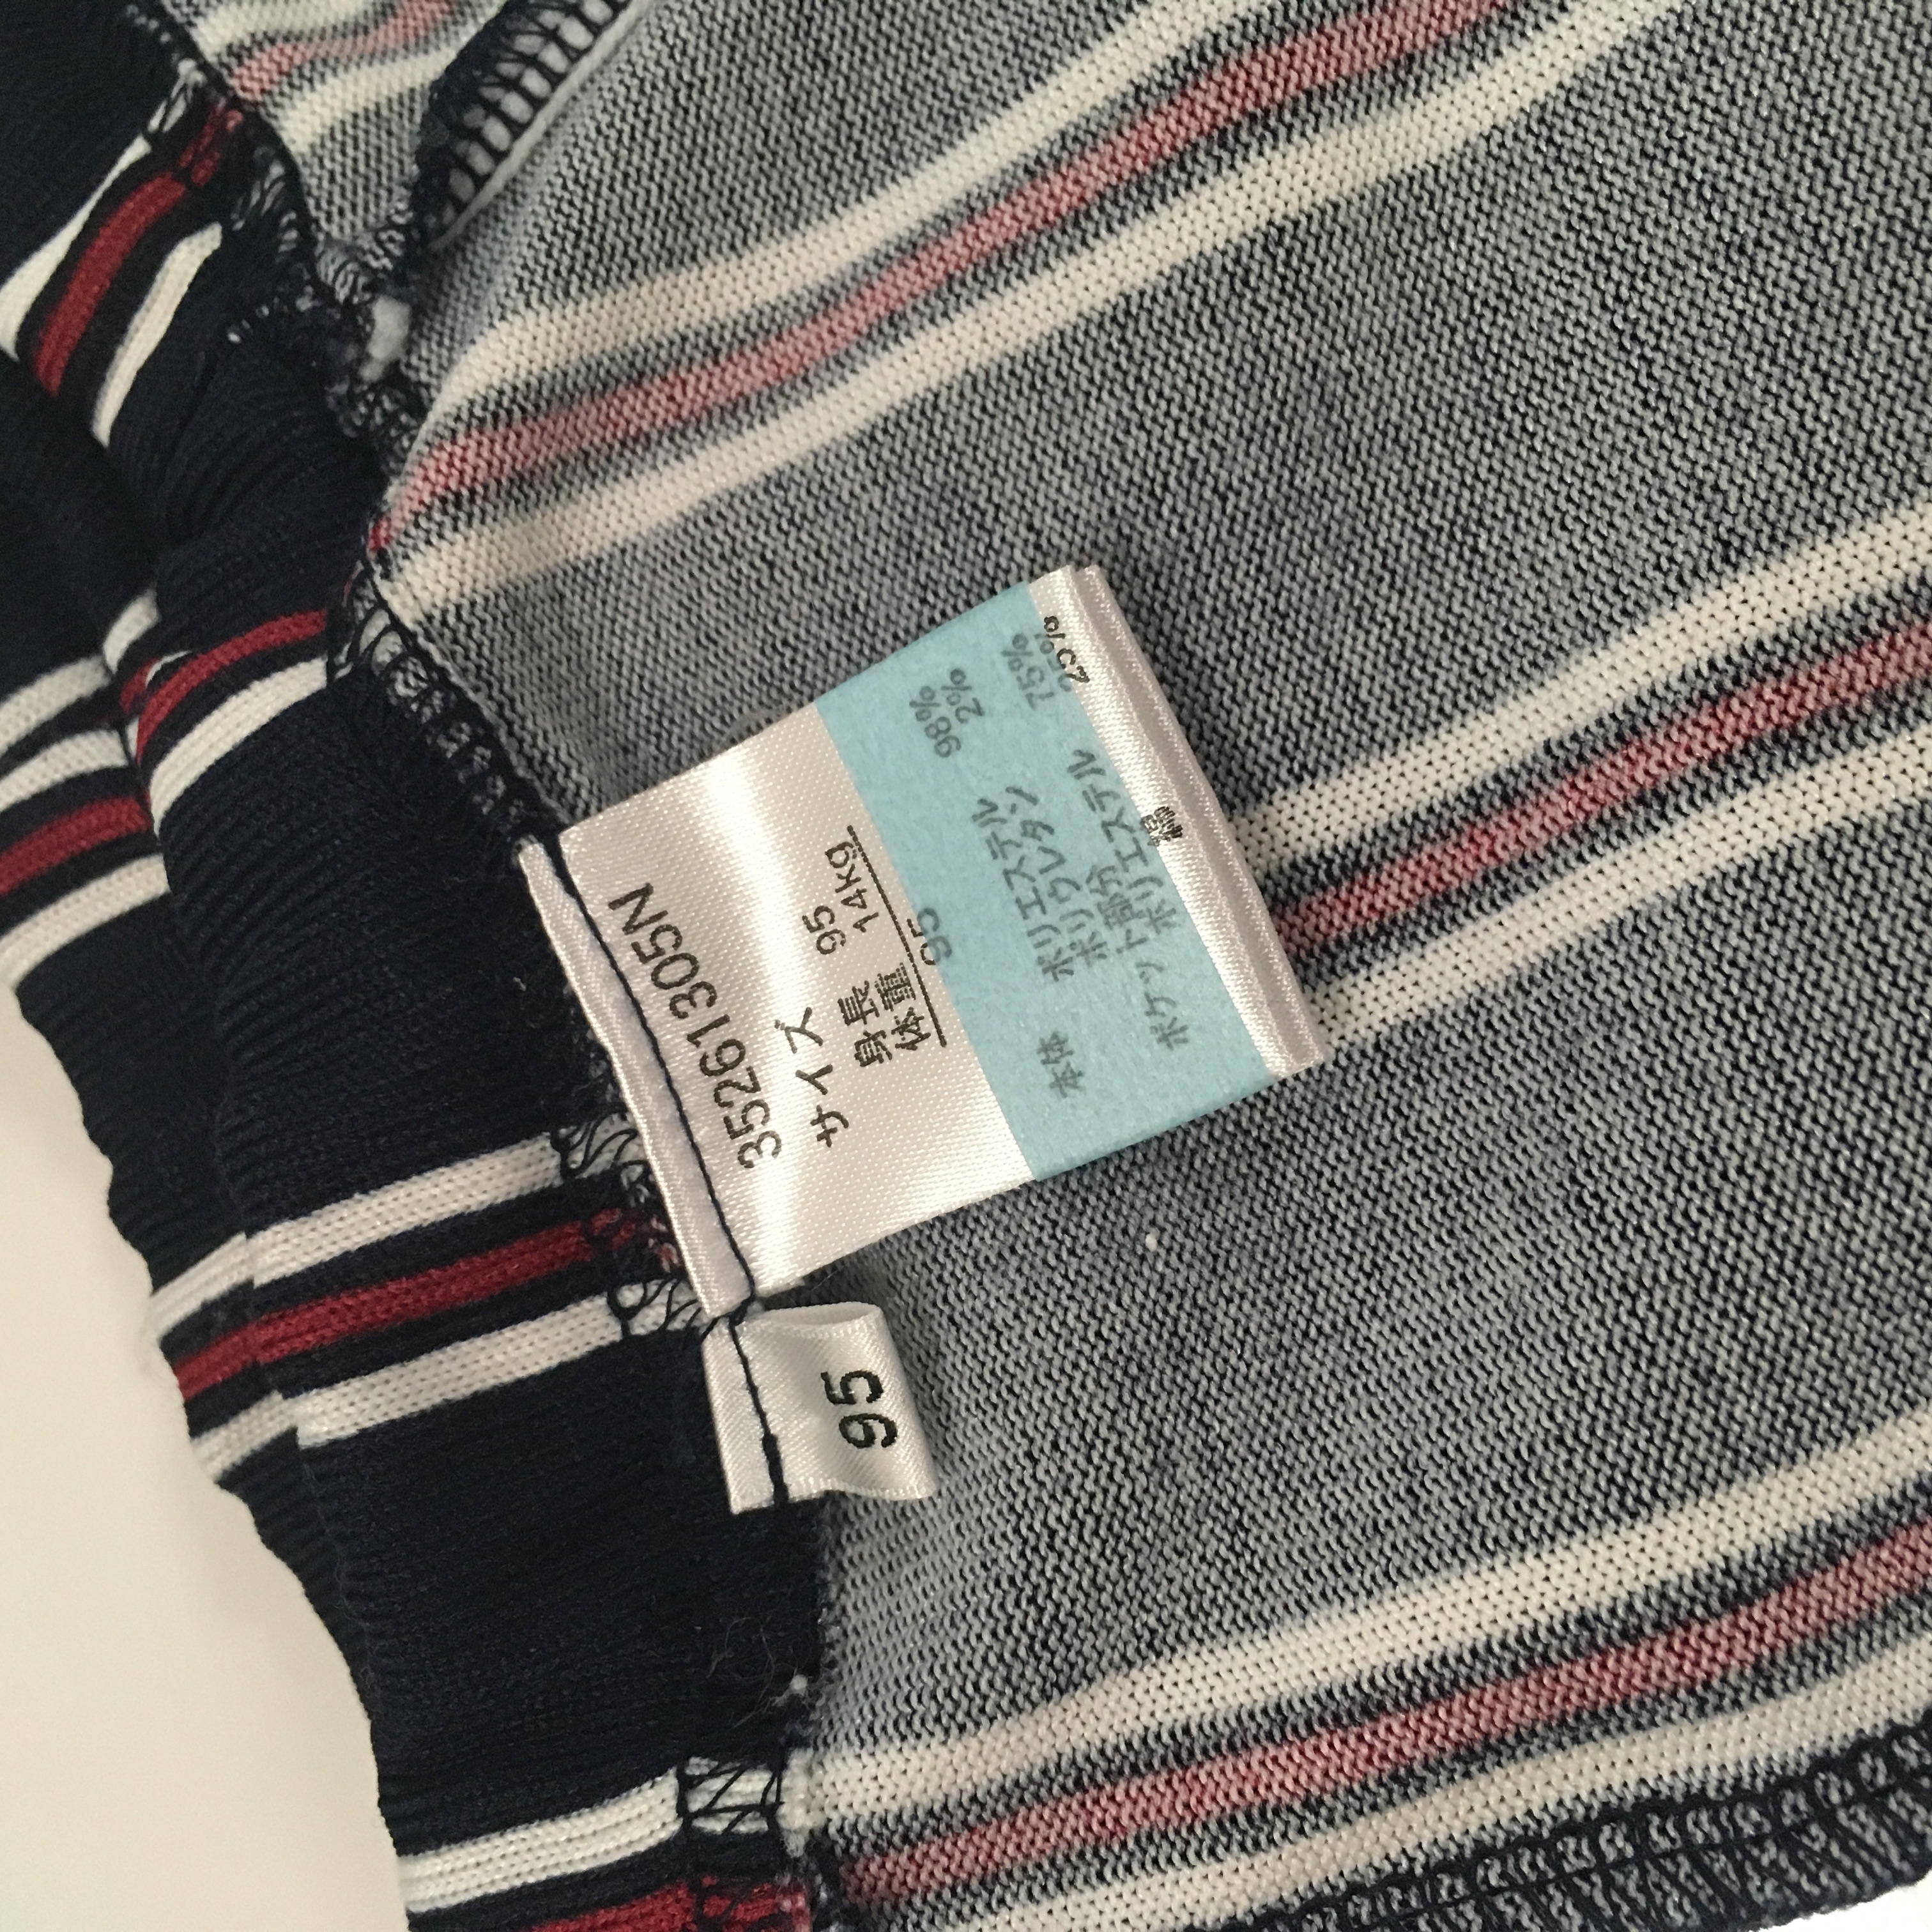 352613​05N
サイズ
身長 95
体重 14kg
95
本体 ポリエステル 98%
ポリウレタン 2%
ポケット部分
ポリエステル 75%
綿 25%
95